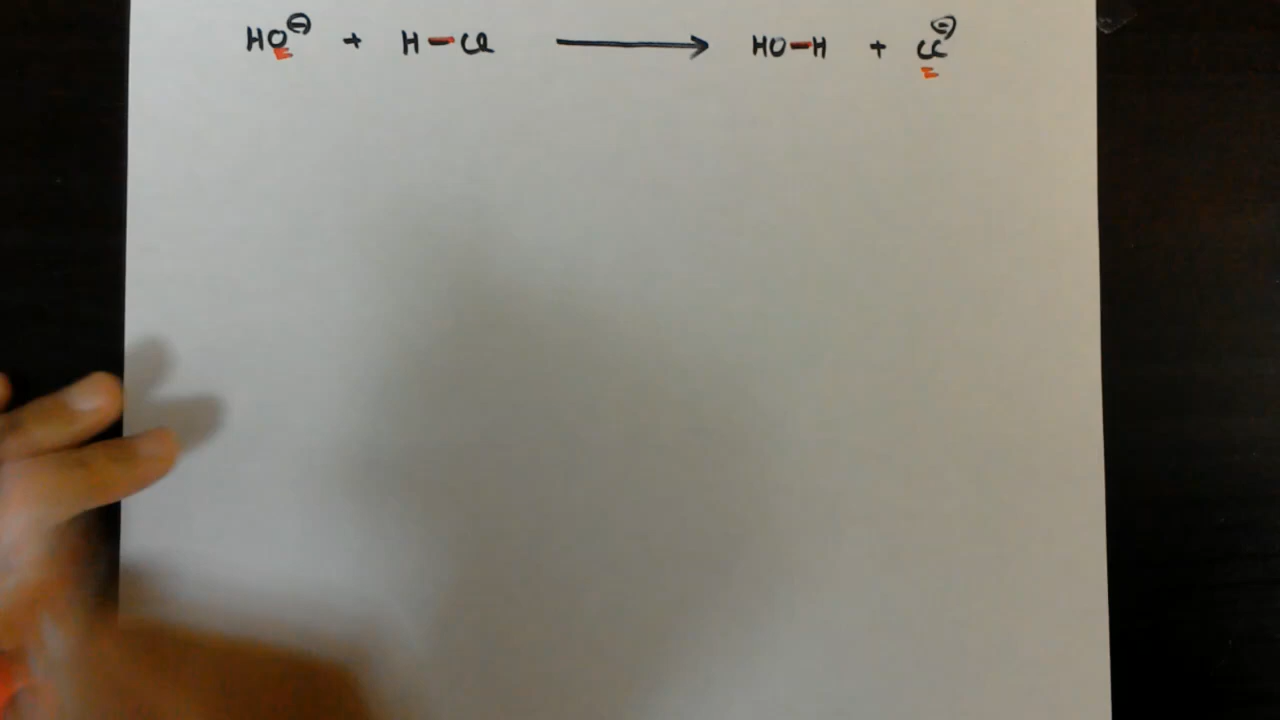 HO⊖ + H–Cl ⟶ HO–H + Cl⊖